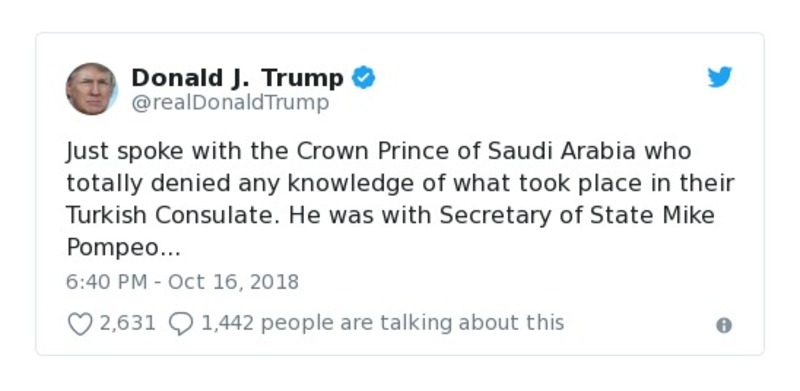 Donald J. Trump
@realDonaldTrump
Just spoke with the Crown Prince of Saudi Arabia who
totally denied any knowledge of what took place in their
Turkish Consulate. He was with Secretary of State Mike
Pompeo...
6:40 PM - Oct 16, 2018
2,631 1,442 people are talking about this